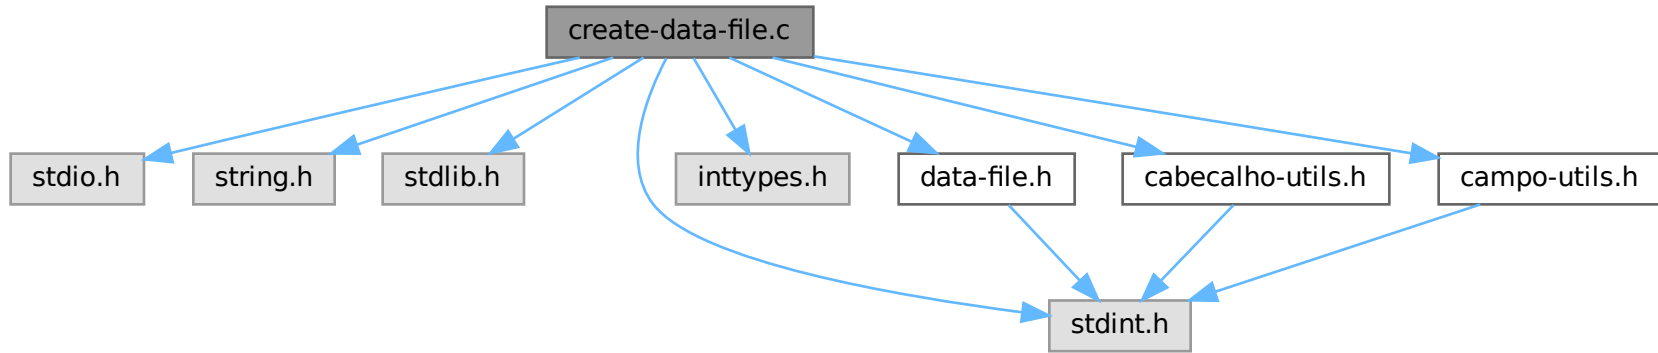 create-data-file.c
stdio.h
string.h
stdlib.h
inttypes.h
data-file.h
cabecalho-utils.h
campo-utils.h
stdint.h